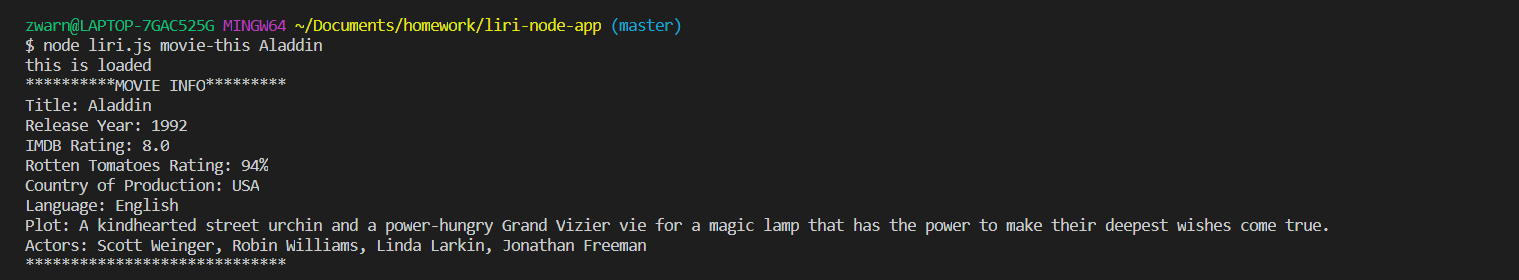 zwarn@LAPTOP-7GAC525G MINGW64 ~/Documents/homework/liri-node-app (master)
$ node liri.js movie-this Aladdin
this is loaded
**********MOVIE INFO*********
Title: Aladdin
Release Year: 1992
IMDB Rating: 8.0
Rotten Tomatoes Rating: 94%
Country of Production: USA
Language: English
Plot: A kindhearted street urchin and a power-hungry Grand Vizier vie for a magic lamp that has the power to make their deepest wishes come true.
Actors: Scott Weinger, Robin Williams, Linda Larkin, Jonathan Freeman
*****************************